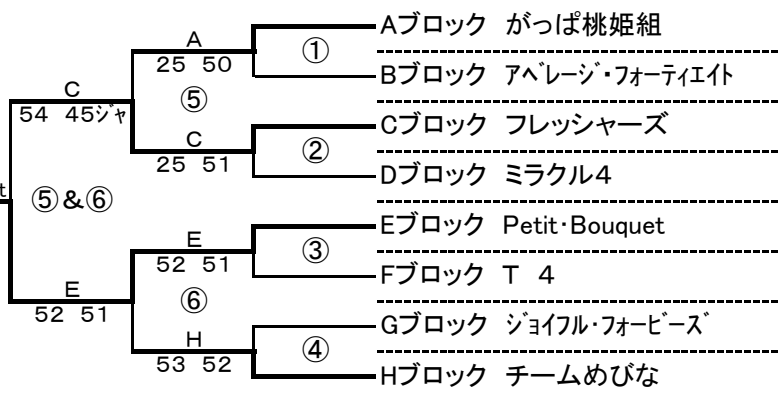 Aブロック がっぱ桃姫組
A
①
25 50
Bブロック ｱﾍﾞﾚｰｼﾞ･ﾌｫｰﾃｨｴｲﾄ
C
⑤
54 45ｼﾞｬ
Cブロック フレッシャーズ
C
②
25 51
Dブロック ミラクル4
t
⑤&⑥
Eブロック Petit･Bouquet
E
③
52 51
Fブロック T 4
E
⑥
52 51
Gブロック ｼﾞｮｲﾌﾙ･ﾌｫｰﾋﾞｰｽﾞ
H
④
53 52
Hブロック チームめびな